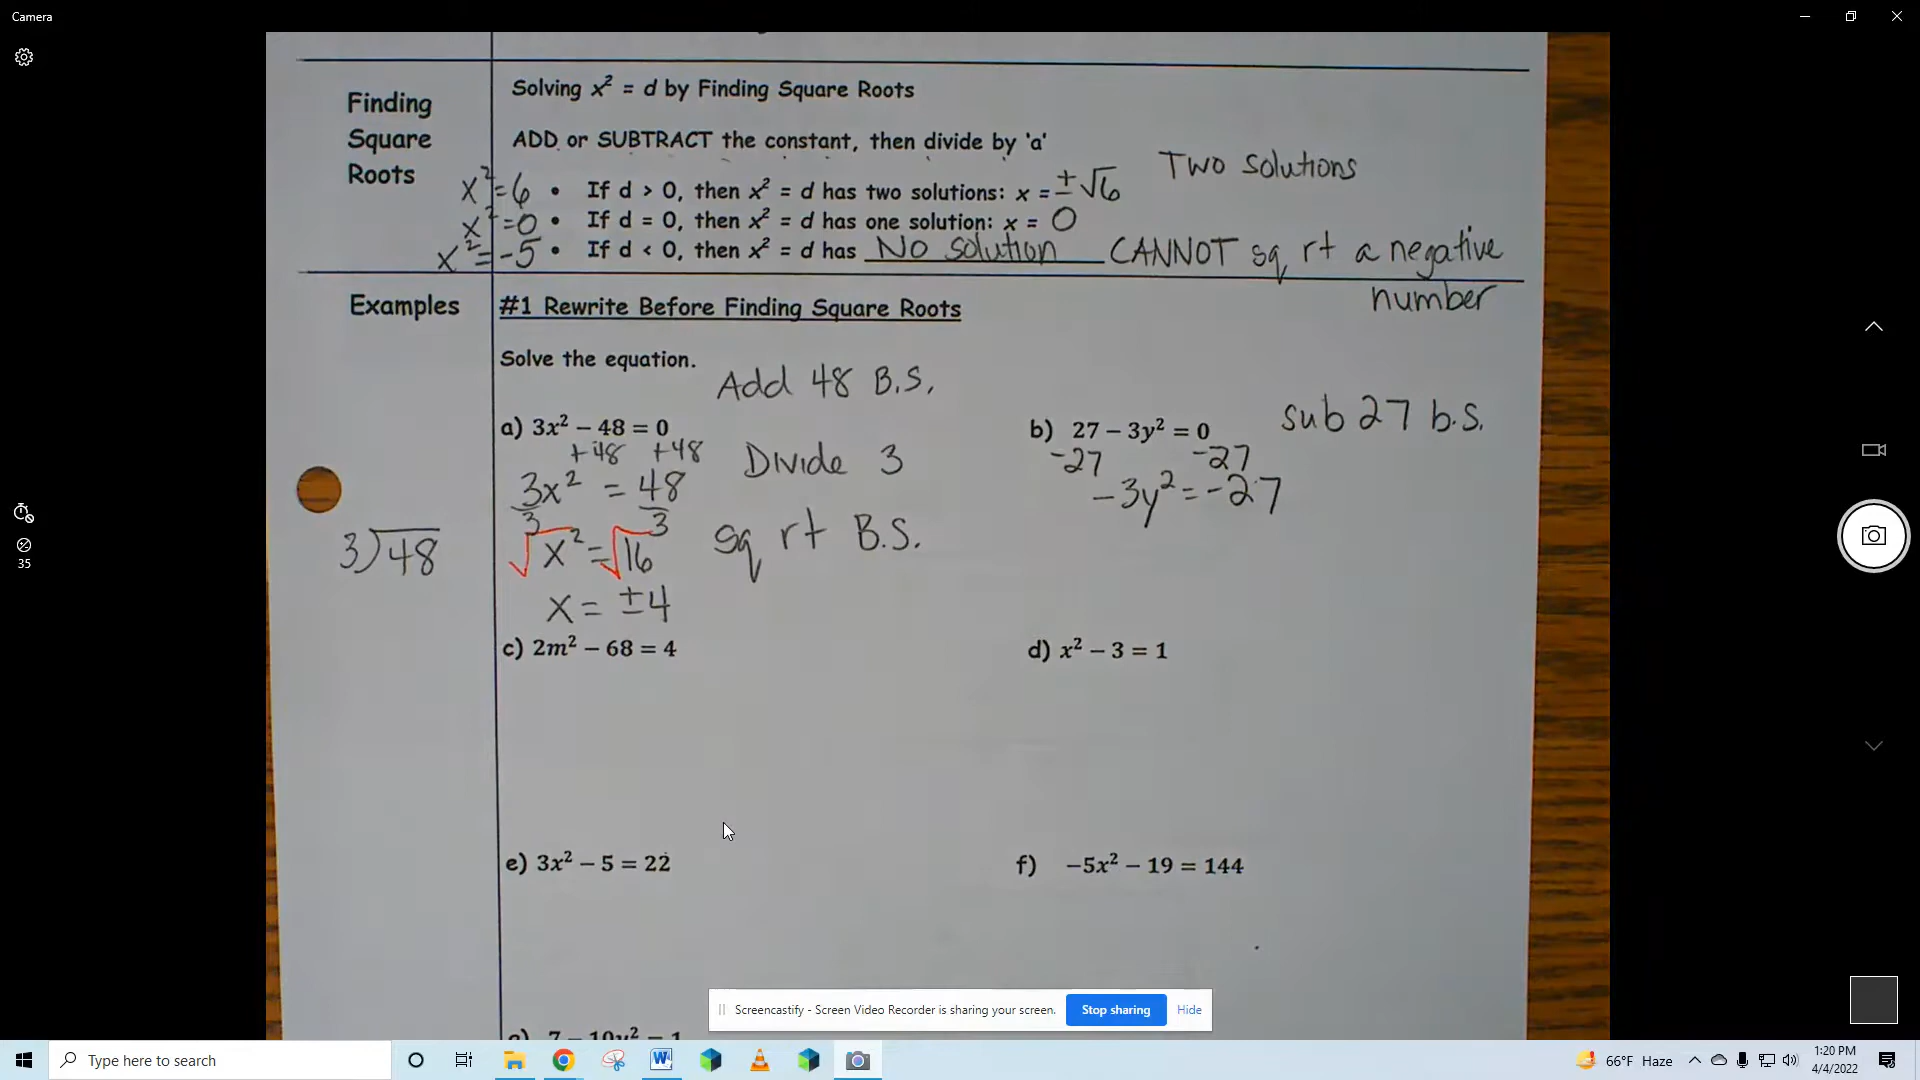 Camera
Finding
Square
Roots
Solving x² = d by Finding Square Roots
ADD or SUBTRACT the constant, then divide by 'a'
x² = 6 • If d > 0, then x² = d has two solutions: x = ±√6 Two solutions
x² = 0 • If d = 0, then x² = d has one solution: x = 0
x² = -5 • If d < 0, then x² = d has No solution CANNOT sq rt a negative
number
Examples
#1 Rewrite Before Finding Square Roots
Solve the equation.
Add 48 B.S.
a) 3x² − 48 = 0
+48 +48
Divide 3
3x² = 48
3 3
√x² = √16
sq rt B.S.
x = ±4
3)48
b) 27 − 3y² = 0
sub 27 b.s.
-27 -27
-3y² = -27
c) 2m² − 68 = 4
d) x² − 3 = 1
e) 3x² − 5 = 22
f) −5x² − 19 = 144
35
Screencastify - Screen Video Recorder is sharing your screen. Stop sharing Hide
Type here to search
66°F Haze
1:20 PM
4/4/2022